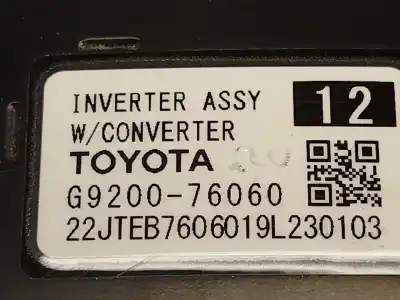 INVERTER ASSY 12
W/CONVERTER
TOYOTA
G9200-76060
22JTEB7606019L230103